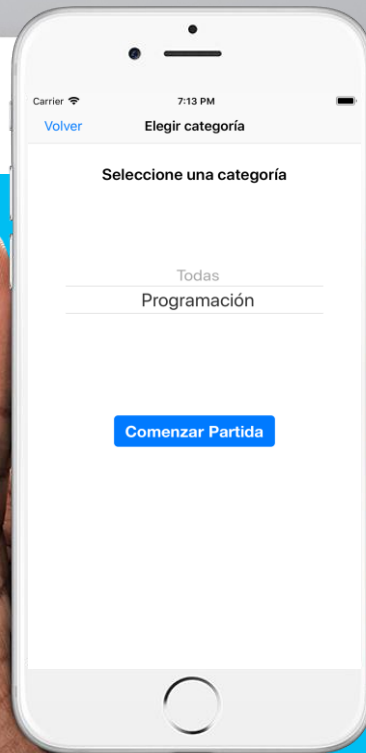 Carrier 7:13 PM
Volver Elegir categoría
Seleccione una categoría
Todas
Programación
Comenzar Partida